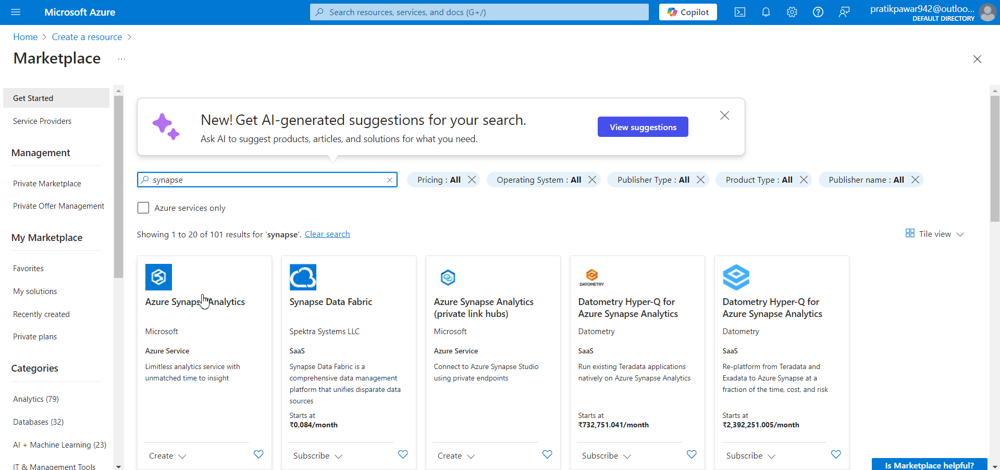 Microsoft Azure
Search resources, services, and docs (G+/)
Copilot
pratikpawar942@outloo...
DEFAULT DIRECTORY
Home > Create a resource >
Marketplace ...
Get Started
Service Providers
Management
Private Marketplace
Private Offer Management
My Marketplace
Favorites
My solutions
Recently created
Private plans
Categories
Analytics (79)
Databases (32)
AI + Machine Learning (23)
IT & Management Tools
New! Get AI-generated suggestions for your search.
Ask AI to suggest products, articles, and solutions for what you need.
View suggestions
synapse
Pricing : All
Operating System : All
Publisher Type : All
Product Type : All
Publisher name : All
Azure services only
Showing 1 to 20 of 101 results for 'synapse'. Clear search
Tile view
Azure Synapse Analytics
Microsoft
Azure Service
Limitless analytics service with
unmatched time to insight
Create
Synapse Data Fabric
Spektra Systems LLC
SaaS
Synapse Data Fabric is a
comprehensive data management
platform that unifies disparate data
sources
Starts at
₹0.084/month
Subscribe
Azure Synapse Analytics
(private link hubs)
Microsoft
Azure Service
Connect to Azure Synapse Studio
using private endpoints
Create
DATOMETRY
Datometry Hyper-Q for
Azure Synapse Analytics
Datometry
SaaS
Run existing Teradata applications
natively on Azure Synapse Analytics
Starts at
₹732,751.041/month
Subscribe
Datometry Hyper-Q for
Azure Synapse Analytics
Datometry
SaaS
Re-platform from Teradata and
Exadata to Azure Synapse at a
fraction of the time, cost, and risk
Starts at
₹2,392,251.005/month
Subscribe
Is Marketplace helpful?